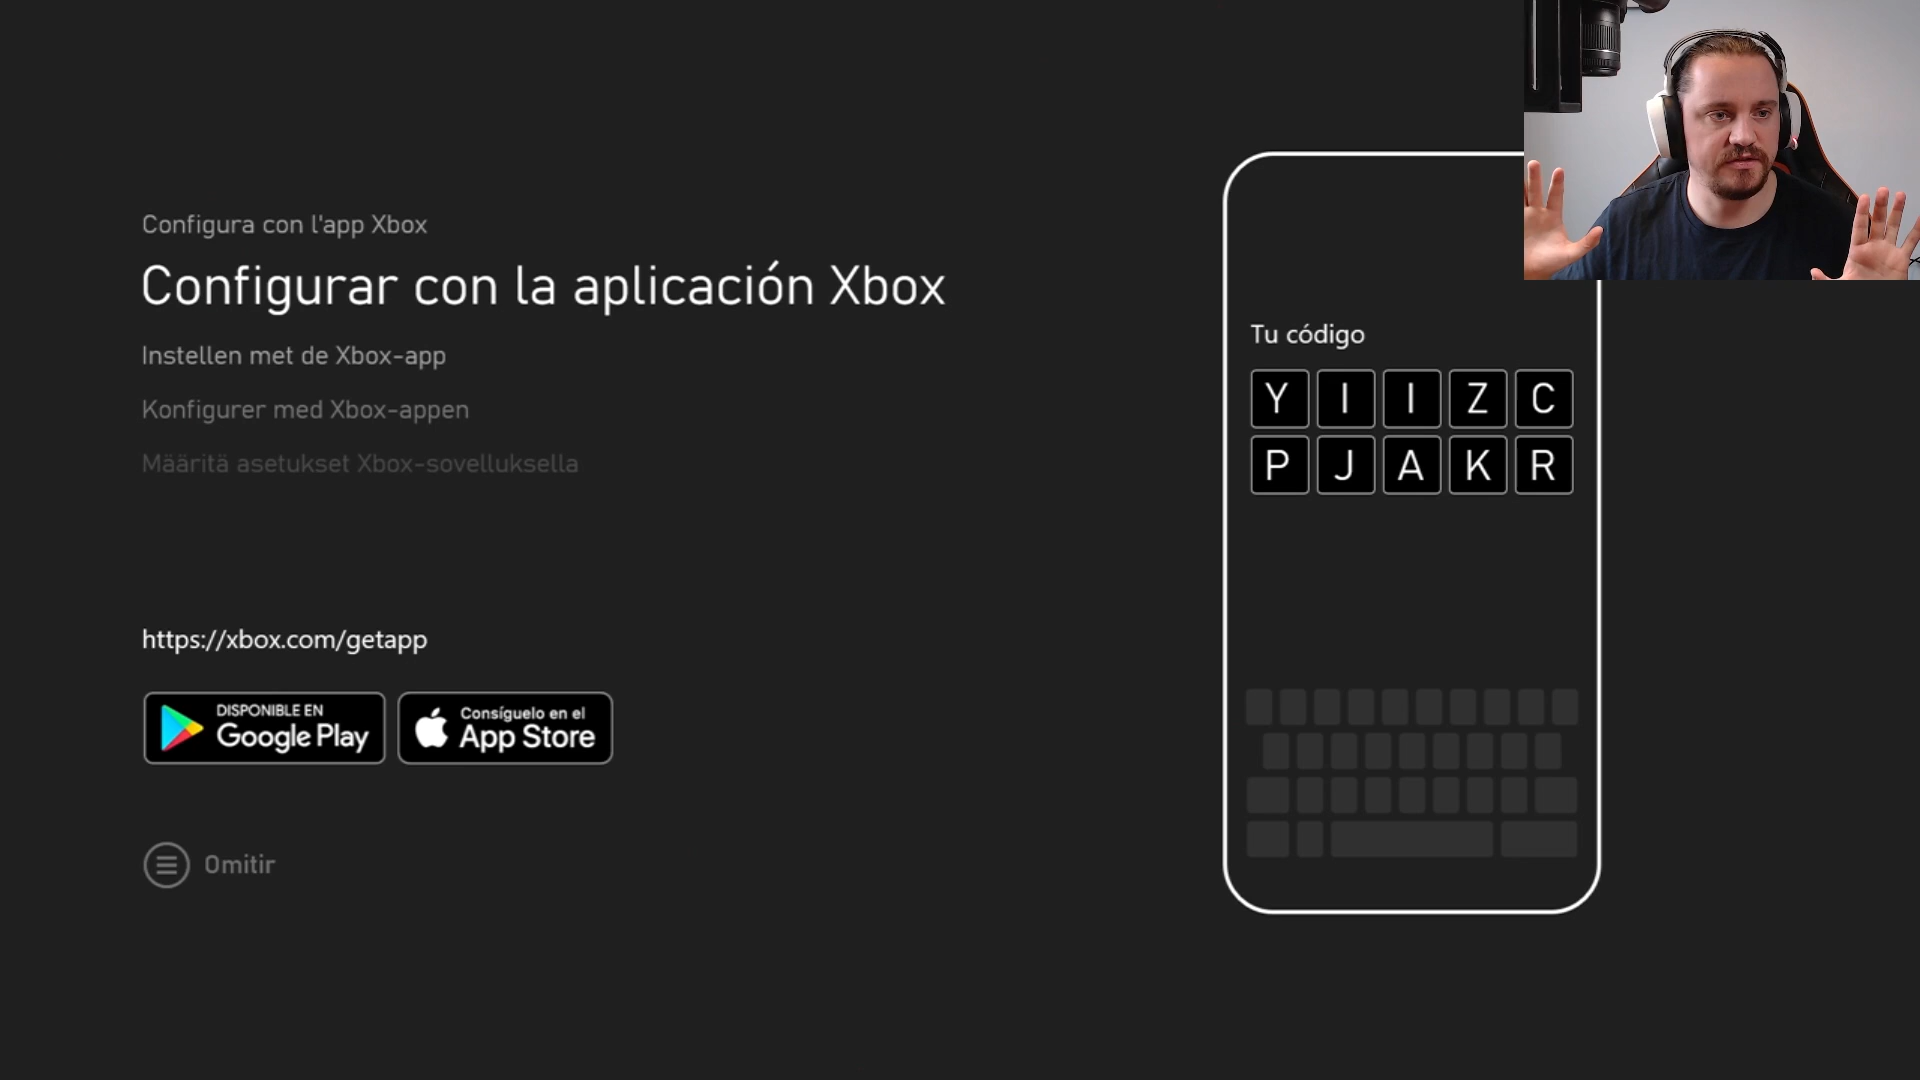 Configura con l'app Xbox
Configurar con la aplicación Xbox
Instellen met de Xbox-app
Konfigurer med Xbox-appen
Määritä asetukset Xbox-sovelluksella
https://xbox.com/getapp
DISPONIBLE EN
Google Play
Consíguelo en el
App Store
Omitir
Tu código
Y I I Z C
P J A K R